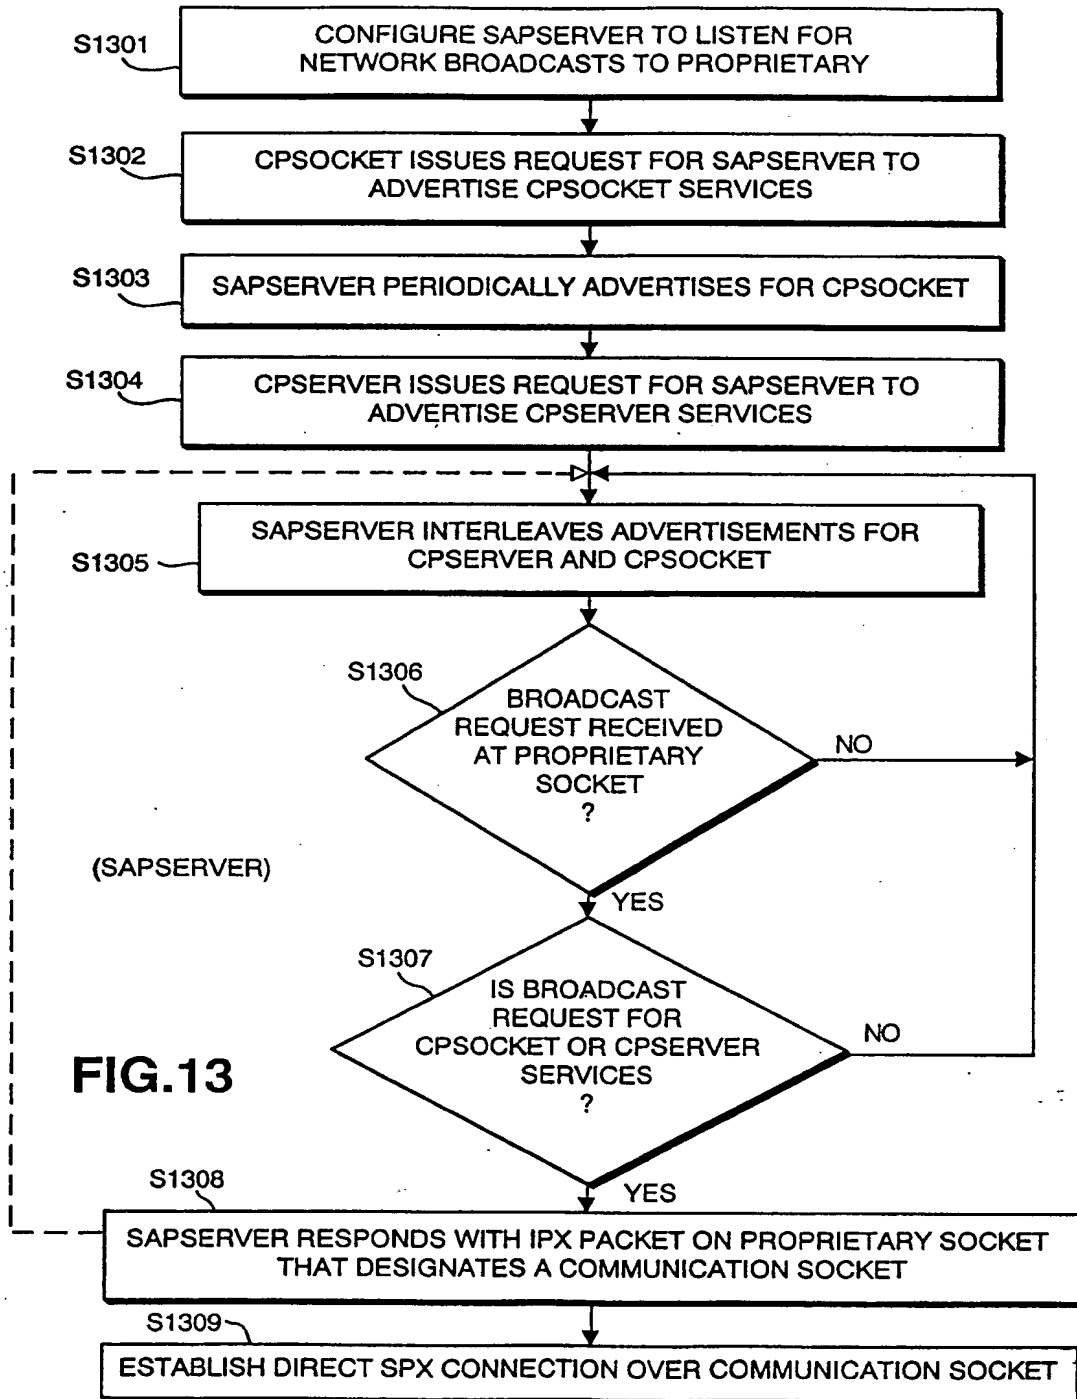 S1301
CONFIGURE SAPSERVER TO LISTEN FOR
NETWORK BROADCASTS TO PROPRIETARY
S1302
CPSOCKET ISSUES REQUEST FOR SAPSERVER TO
ADVERTISE CPSOCKET SERVICES
S1303
SAPSERVER PERIODICALLY ADVERTISES FOR CPSOCKET
S1304
CPSERVER ISSUES REQUEST FOR SAPSERVER TO
ADVERTISE CPSERVER SERVICES
S1305
SAPSERVER INTERLEAVES ADVERTISEMENTS FOR
CPSERVER AND CPSOCKET
S1306
BROADCAST
REQUEST RECEIVED
AT PROPRIETARY
SOCKET
?
NO
(SAPSERVER)
YES
S1307
IS BROADCAST
REQUEST FOR
CPSOCKET OR CPSERVER
SERVICES
?
NO
FIG.13
YES
S1308
SAPSERVER RESPONDS WITH IPX PACKET ON PROPRIETARY SOCKET
THAT DESIGNATES A COMMUNICATION SOCKET
S1309
ESTABLISH DIRECT SPX CONNECTION OVER COMMUNICATION SOCKET